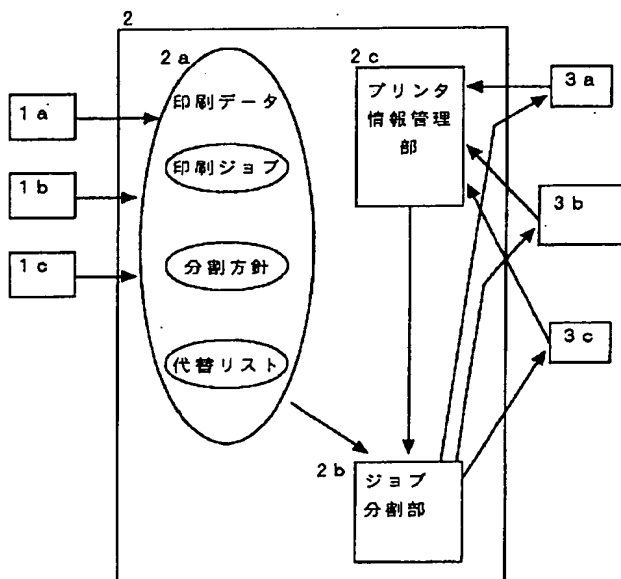 2
2a
印刷データ
印刷ジョブ
分割方針
代替リスト
2c
プリンタ
情報管理
部
1a
1b
1c
3a
3b
3c
2b
ジョブ
分割部